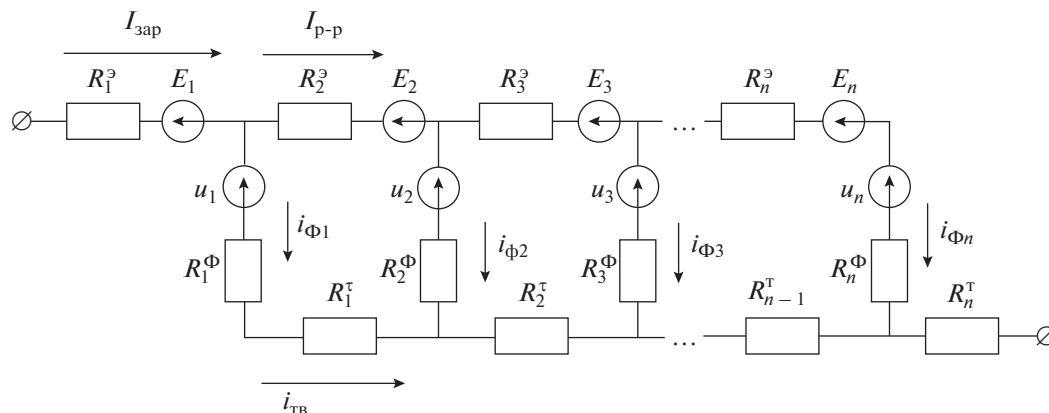 I_зар I_р-р
R_1^э E_1 R_2^э E_2 R_3^э E_3 R_n^э E_n
... 
u_1 u_2 u_3 u_n
i_Ф1 i_ф2 i_Ф3 i_Фn
R_1^Ф R_2^Ф R_3^Ф R_n^Ф
R_1^τ R_2^τ R_{n – 1}^т R_n^т
...
i_тв